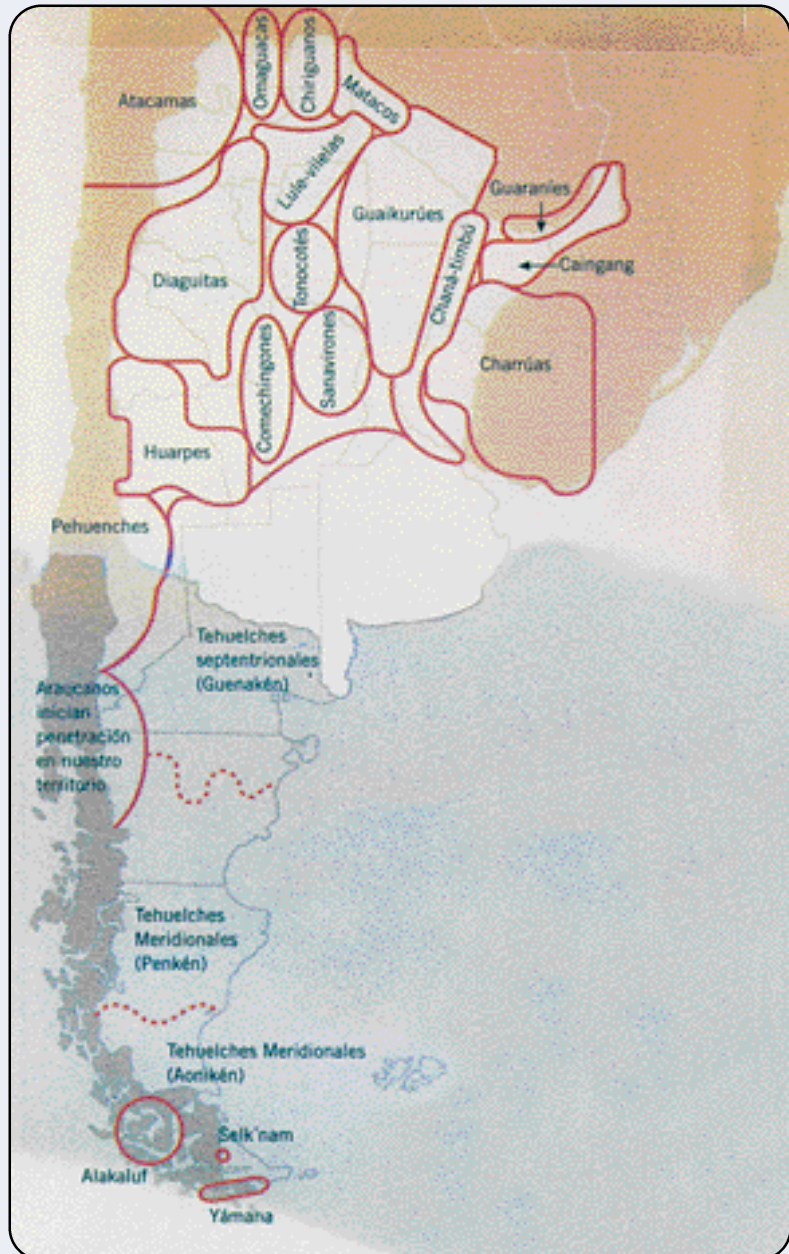 Omaguacas
Chiriguanos
Atacamas
Matacos
Lule-vilelas
Guaikurúes
Guaraníes
Caingang
Chaná-timbú
Diaguitas
Tonocotés
Comechingones
Sanavirones
Charrúas
Huarpes
Pehuenches
Tehuelches
septentrionales
(Guenakén)
Araucanos
inician
penetración
en nuestro
territorio
Tehuelches
Meridionales
(Penkén)
Tehuelches Meridionales
(Aonikén)
Selk'nam
Alakaluf
Yámana